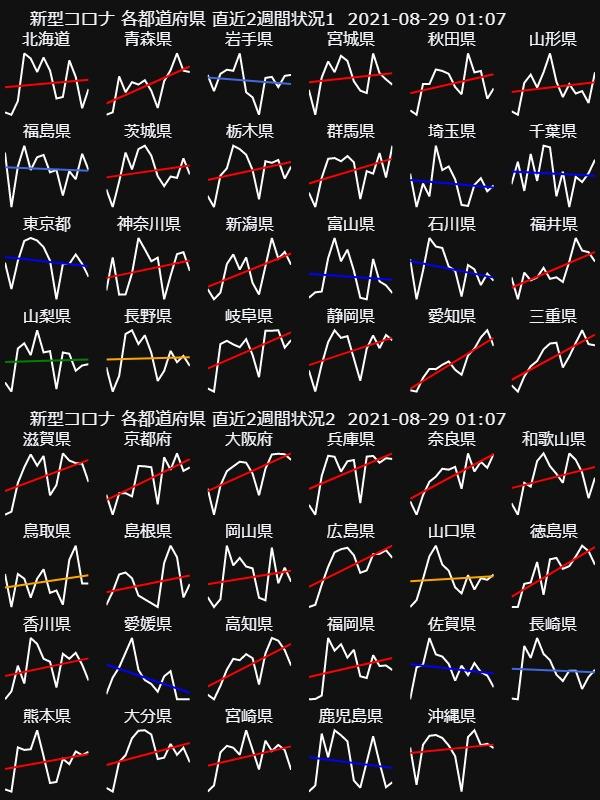 新型コロナ 各都道府県 直近2週間状況1 2021-08-29 01:07
北海道 青森県 岩手県 宮城県 秋田県 山形県
福島県 茨城県 栃木県 群馬県 埼玉県 千葉県
東京都 神奈川県 新潟県 富山県 石川県 福井県
山梨県 長野県 岐阜県 静岡県 愛知県 三重県
新型コロナ 各都道府県 直近2週間状況2 2021-08-29 01:07
滋賀県 京都府 大阪府 兵庫県 奈良県 和歌山県
鳥取県 島根県 岡山県 広島県 山口県 徳島県
香川県 愛媛県 高知県 福岡県 佐賀県 長崎県
熊本県 大分県 宮崎県 鹿児島県 沖縄県